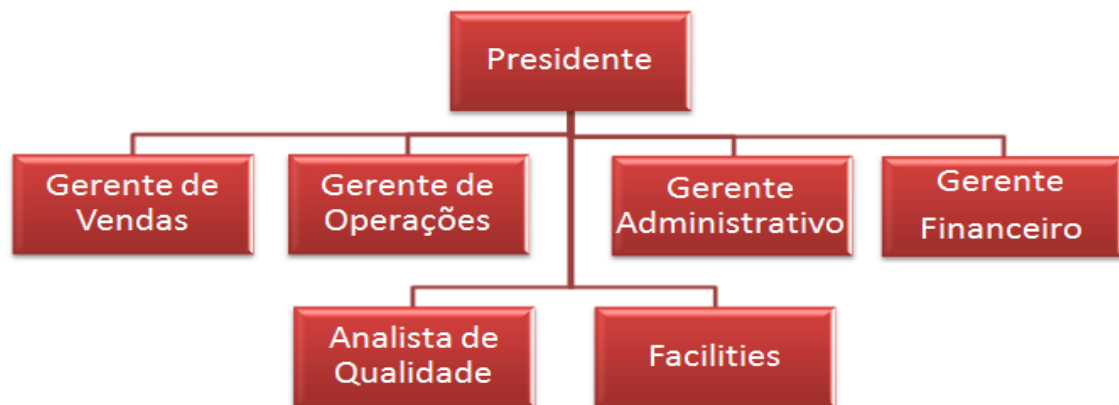 Presidente
Gerente de
Vendas
Gerente de
Operações
Gerente
Administrativo
Gerente
Financeiro
Analista de
Qualidade
Facilities